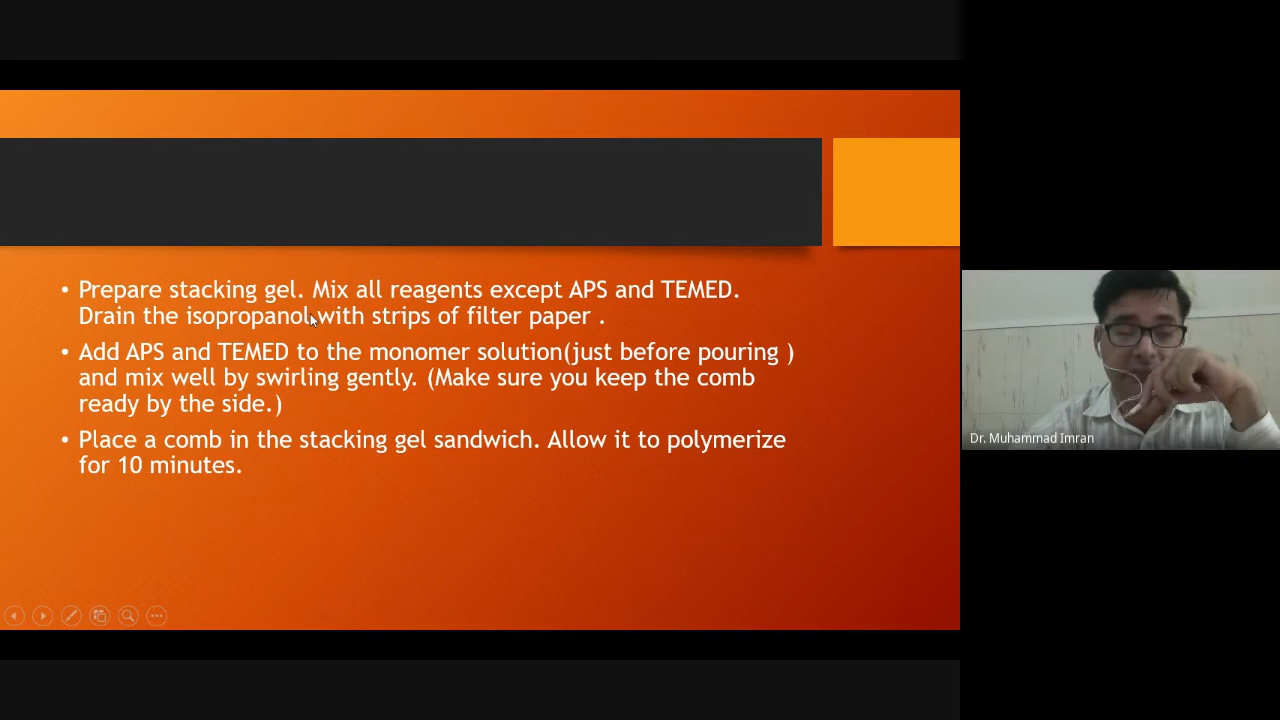 • Prepare stacking gel. Mix all reagents except APS and TEMED.
Drain the isopropanol with strips of filter paper .
• Add APS and TEMED to the monomer solution(just before pouring )
and mix well by swirling gently. (Make sure you keep the comb
ready by the side.)
• Place a comb in the stacking gel sandwich. Allow it to polymerize
for 10 minutes.
Dr. Muhammad Imran